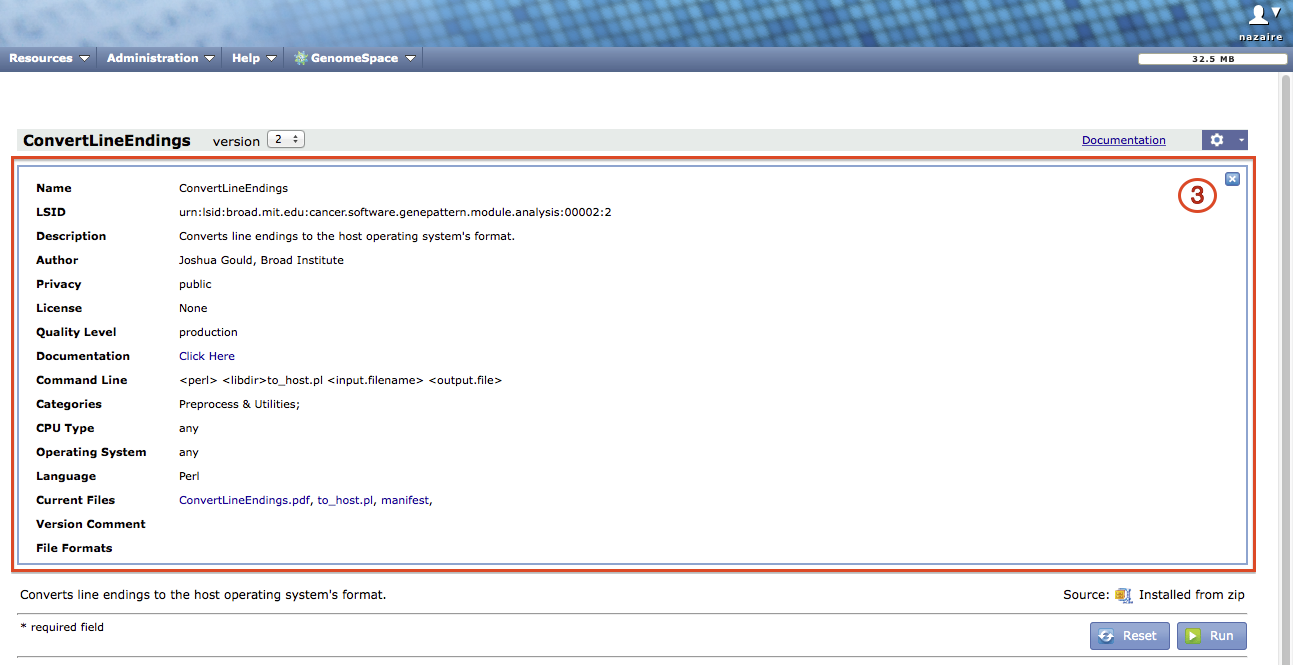 nazaire
Resources Administration Help GenomeSpace 32.5 MB
ConvertLineEndings version 2 Documentation
3
Name ConvertLineEndings
LSID urn:lsid:broad.mit.edu:cancer.software.genepattern.module.analysis:00002:2
Description Converts line endings to the host operating system's format.
Author Joshua Gould, Broad Institute
Privacy public
License None
Quality Level production
Documentation Click Here
Command Line <perl> <libdir>to_host.pl <input.filename> <output.file>
Categories Preprocess & Utilities;
CPU Type any
Operating System any
Language Perl
Current Files ConvertLineEndings.pdf, to_host.pl, manifest,
Version Comment
File Formats
Converts line endings to the host operating system's format. Source: Installed from zip
* required field Reset Run